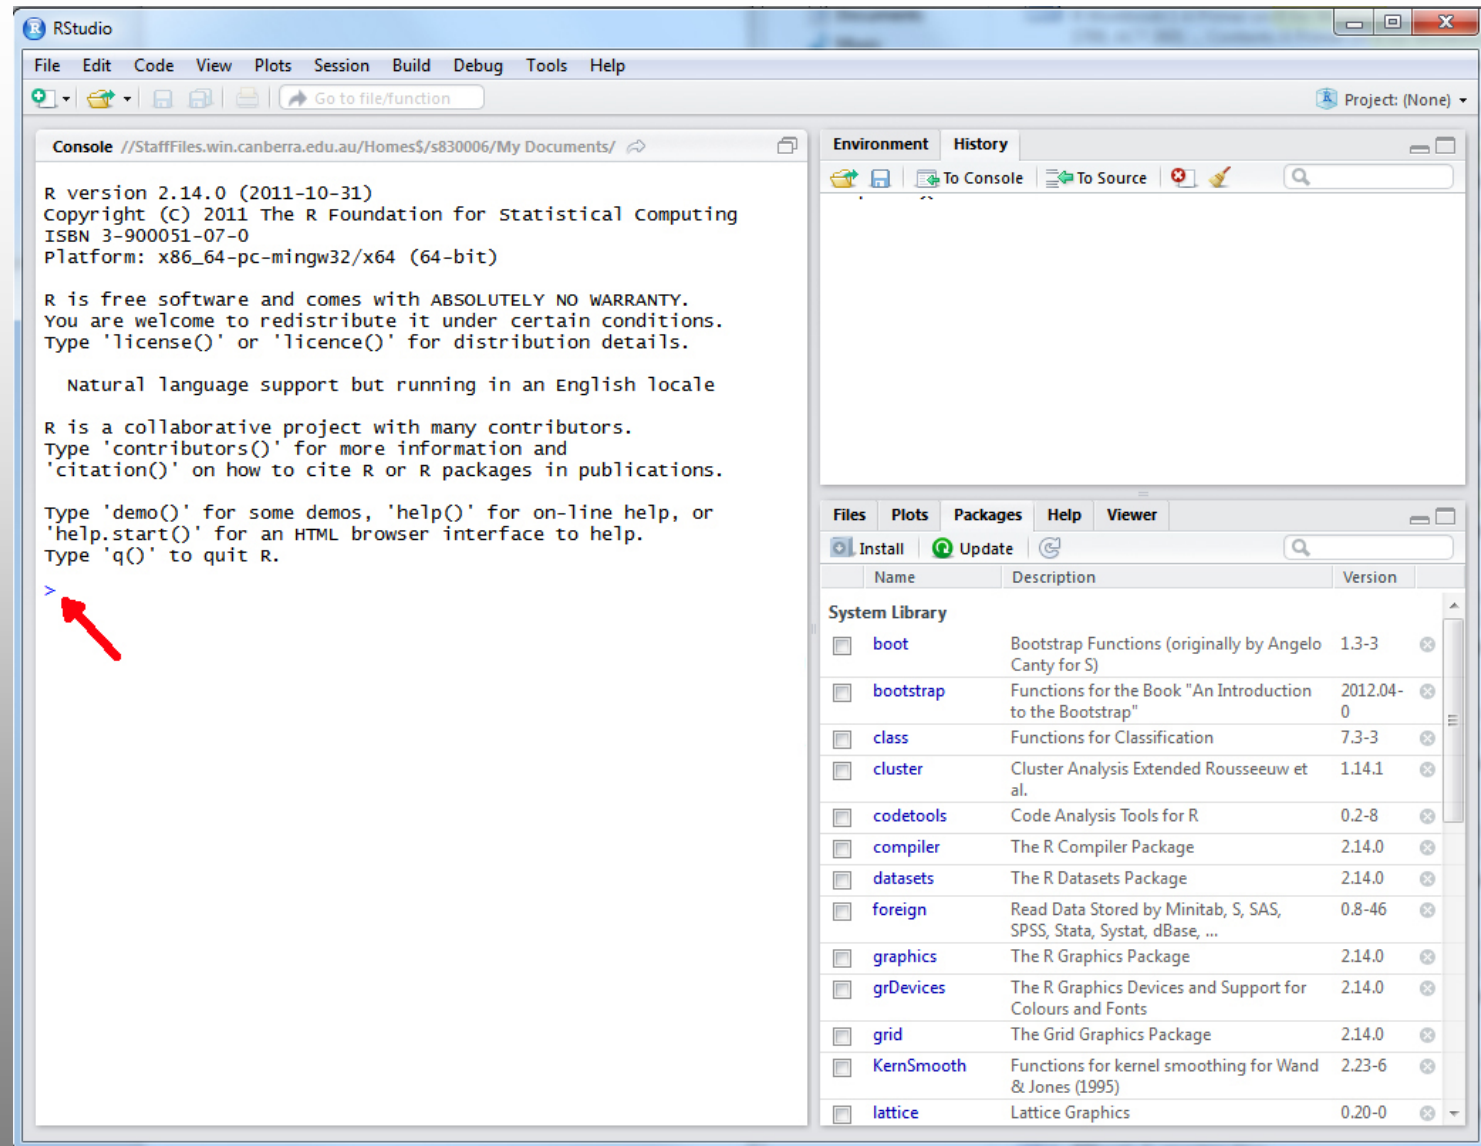 RStudio
File Edit Code View Plots Session Build Debug Tools Help
Go to file/function
Project: (None)
Console //StaffFiles.win.canberra.edu.au/Homes$/s830006/My Documents/
R version 2.14.0 (2011-10-31)
Copyright (C) 2011 The R Foundation for Statistical Computing
ISBN 3-900051-07-0
Platform: x86_64-pc-mingw32/x64 (64-bit)
R is free software and comes with ABSOLUTELY NO WARRANTY.
You are welcome to redistribute it under certain conditions.
Type 'license()' or 'licence()' for distribution details.
Natural language support but running in an English locale
R is a collaborative project with many contributors.
Type 'contributors()' for more information and
'citation()' on how to cite R or R packages in publications.
Type 'demo()' for some demos, 'help()' for on-line help, or
'help.start()' for an HTML browser interface to help.
Type 'q()' to quit R.
>
Environment History
To Console To Source
Files Plots Packages Help Viewer
Install Update
Name Description Version
System Library
boot Bootstrap Functions (originally by Angelo 1.3-3
Canty for S)
bootstrap Functions for the Book "An Introduction 2012.04-
to the Bootstrap" 0
class Functions for Classification 7.3-3
cluster Cluster Analysis Extended Rousseeuw et 1.14.1
al.
codetools Code Analysis Tools for R 0.2-8
compiler The R Compiler Package 2.14.0
datasets The R Datasets Package 2.14.0
foreign Read Data Stored by Minitab, S, SAS, 0.8-46
SPSS, Stata, Systat, dBase, ...
graphics The R Graphics Package 2.14.0
grDevices The R Graphics Devices and Support for 2.14.0
Colours and Fonts
grid The Grid Graphics Package 2.14.0
KernSmooth Functions for kernel smoothing for Wand 2.23-6
& Jones (1995)
lattice Lattice Graphics 0.20-0